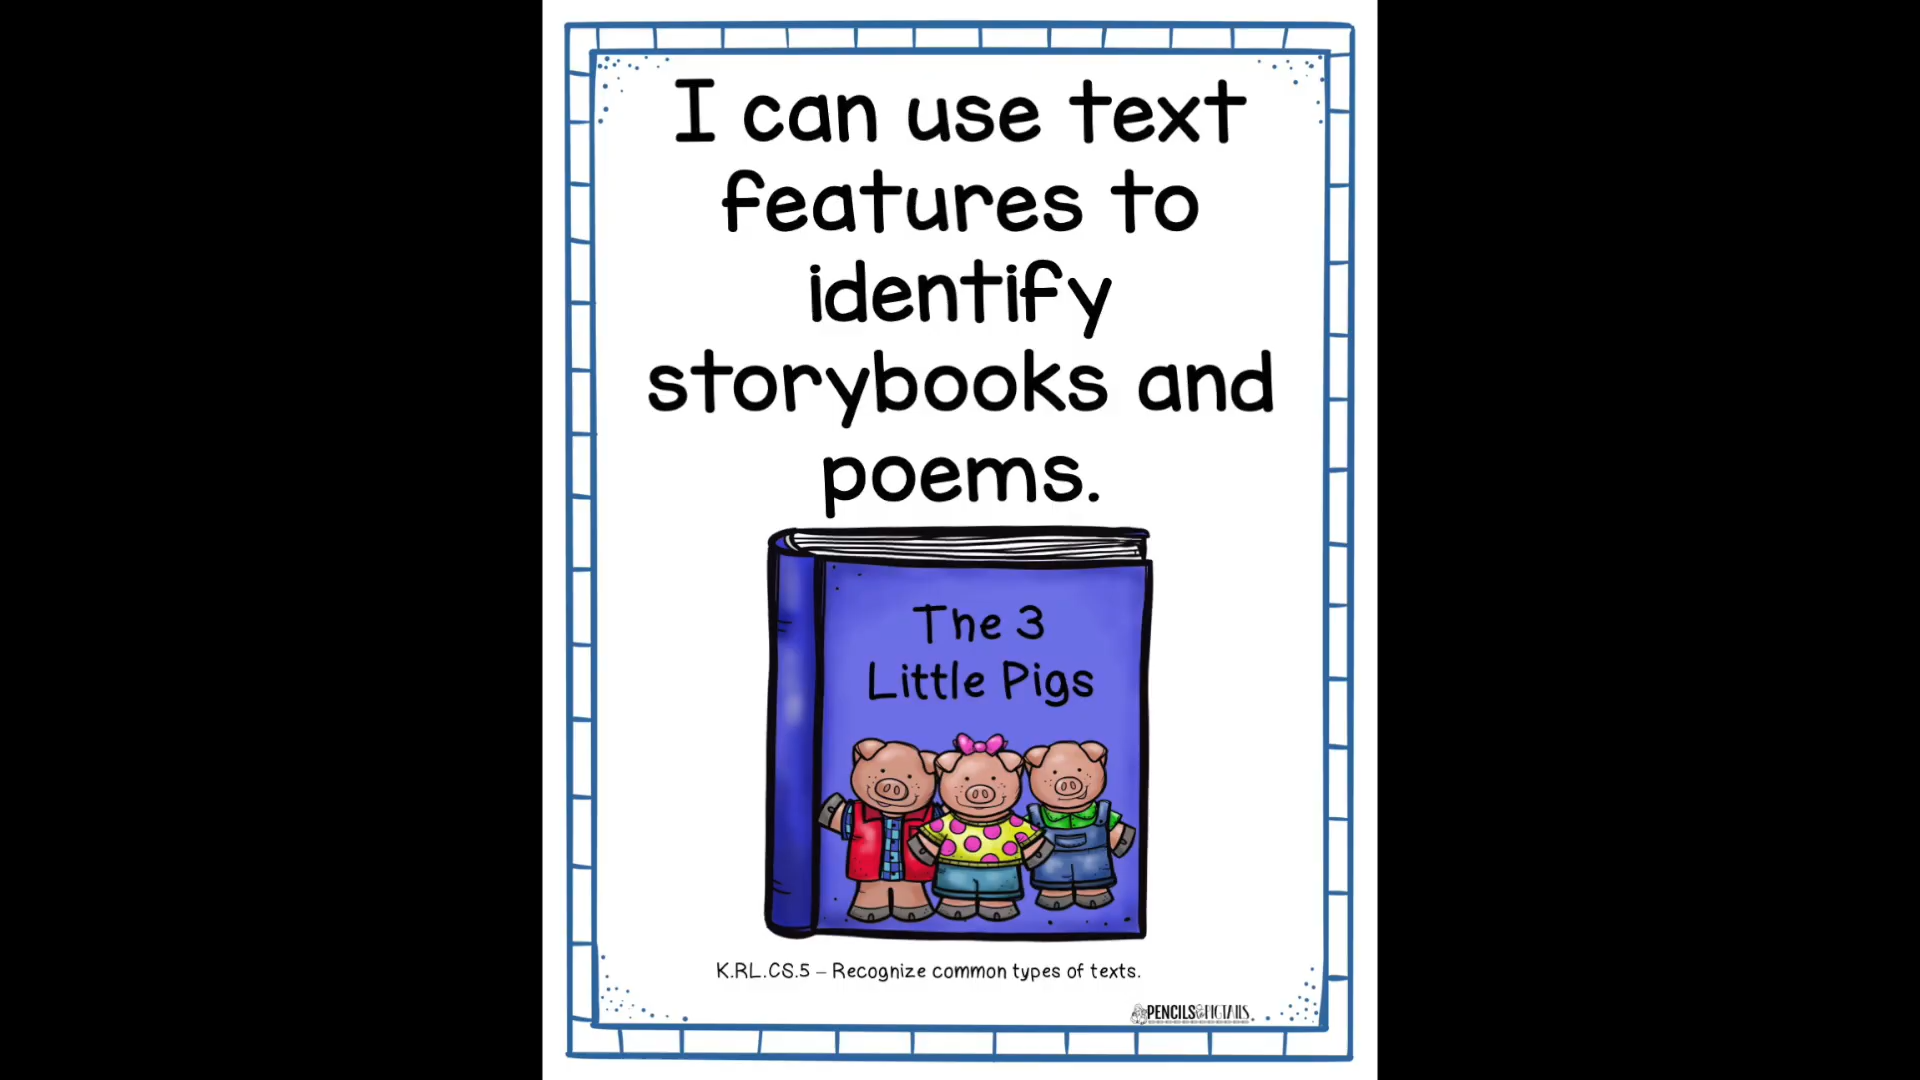 I can use text
features to
identify
storybooks and
poems.
The 3
Little Pigs
K.RL.CS.5 – Recognize common types of texts.
PENCILS & PIGTAILS